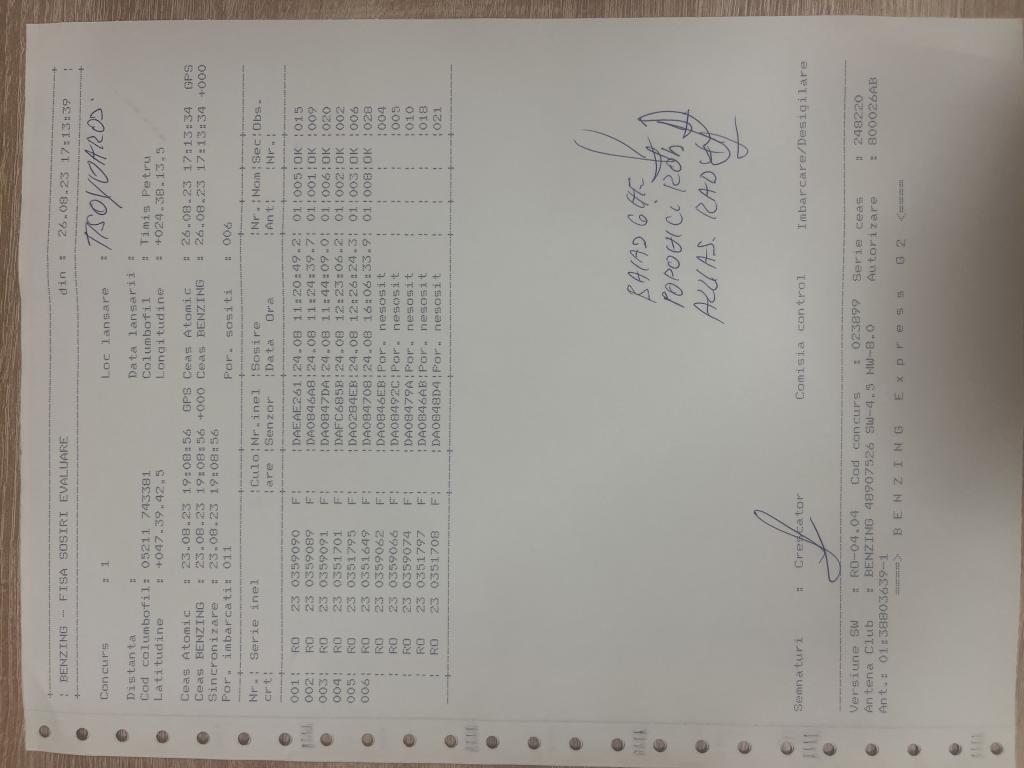 : BENZING - FISA SOSIRI EVALUARE din : 26.08.23 17:13:39 :
Concurs : 1 Loc lansare :
Distanta : Data lansarii :
Cod columbofil: 05211 743381 Columbofil : Timis Petru
Latitudine : +047.39.42,5 Longitudine : +024.38.13,5
Ceas Atomic : 23.08.23 19:08:56 GPS Ceas Atomic : 26.08.23 17:13:34 GPS
Ceas BENZING : 23.08.23 19:08:56 +000 Ceas BENZING : 26.08.23 17:13:34 +000
Sincronizare : 23.08.23 19:08:56
Por. imbarcati: 011 Por. sositi : 006
Nr.: Serie inel :Culo:Nr.inel :Sosire :Nr.:Nom:Sec:Obs.
crt: :are :Senzor :Data Ora :Ant: :Nr.:
001: RO 23 0359090 F: :DAEAE261:24.08 11:20:49.2: 01:005:OK :015
002: RO 23 0359089 F: :DA0846A8:24.08 11:24:39.7: 01:001:OK :009
003: RO 23 0359091 F: :DA0847DA:24.08 11:44:09.0: 01:006:OK :020
004: RO 23 0351701 F: :DAFC685B:24.08 12:23:06.2: 01:002:OK :002
005: RO 23 0351795 F: :DA0284EB:24.08 12:26:24.3: 01:003:OK :006
006: RO 23 0351649 F: :DA084708:24.08 16:06:33.9: 01:008:OK :028
: RO 23 0359062 F: :DA0846EB:Por. nesosit : : : :004
: RO 23 0359066 F: :DA08492C:Por. nesosit : : : :005
: RO 23 0359074 F: :DA08479A:Por. nesosit : : : :010
: RO 23 0351797 F: :DA0846AB:Por. nesosit : : : :018
: RO 23 0351708 F: :DA0848D4:Por. nesosit : : : :021
POPOVICI ROB
Semnaturi : Crescator Comisia control Imbarcare/Desigilare
Versiune SW : RO-04.04 Cod concurs : 023899 Serie ceas : 248220
Antena Club : BENZING 48907526 SW-4.5 HW-8.0 Autorizare : 800026AB
Ant.: 01:38803639-1
====> B E N Z I N G E x p r e s s G 2 <====